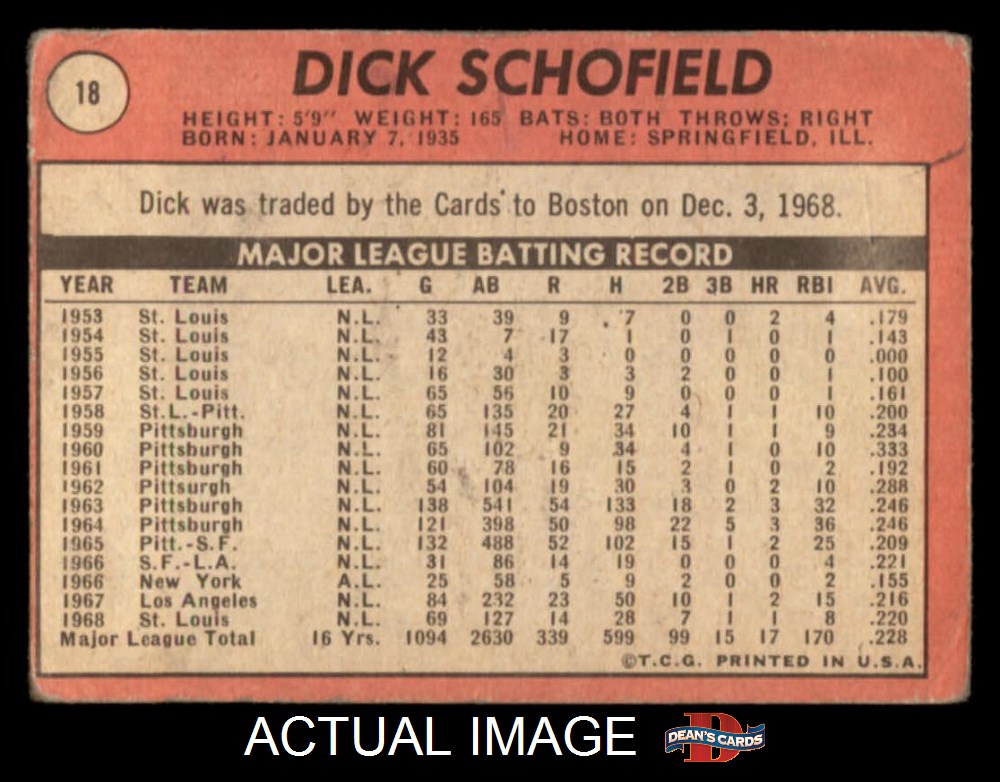 18
DICK SCHOFIELD
HEIGHT: 5'9" WEIGHT: 165 BATS: BOTH THROWS: RIGHT
BORN: JANUARY 7, 1935 HOME: SPRINGFIELD, ILL.
Dick was traded by the Cards to Boston on Dec. 3, 1968.
MAJOR LEAGUE BATTING RECORD
YEAR TEAM LEA. G AB R H 2B 3B HR RBI AVG.
1953 St. Louis N.L. 33 39 9 7 0 0 2 4 .179
1954 St. Louis N.L. 43 7 17 1 0 1 0 1 .143
1955 St. Louis N.L. 12 4 3 0 0 0 0 0 .000
1956 St. Louis N.L. 16 30 3 3 2 0 0 1 .100
1957 St. Louis N.L. 65 56 10 9 0 0 0 1 .161
1958 St.L.-Pitt. N.L. 65 135 20 27 4 1 1 10 .200
1959 Pittsburgh N.L. 81 145 21 34 10 1 1 9 .234
1960 Pittsburgh N.L. 65 102 9 34 4 1 0 10 .333
1961 Pittsburgh N.L. 60 78 16 15 2 1 0 2 .192
1962 Pittsurgh N.L. 54 104 19 30 3 0 2 10 .288
1963 Pittsburgh N.L. 138 541 54 133 18 2 3 32 .246
1964 Pittsburgh N.L. 121 398 50 98 22 5 3 36 .246
1965 Pitt.-S.F. N.L. 132 488 52 102 15 1 2 25 .209
1966 S.F.-L.A. N.L. 31 86 14 19 0 0 0 4 .221
1966 New York A.L. 25 58 5 9 2 0 0 2 .155
1967 Los Angeles N.L. 84 232 23 50 10 1 2 15 .216
1968 St. Louis N.L. 69 127 14 28 7 1 1 8 .220
Major League Total 16 Yrs. 1094 2630 339 599 99 15 17 170 .228
©T.C.G. PRINTED IN U.S.A.
ACTUAL IMAGE
D
DEAN'S CARDS